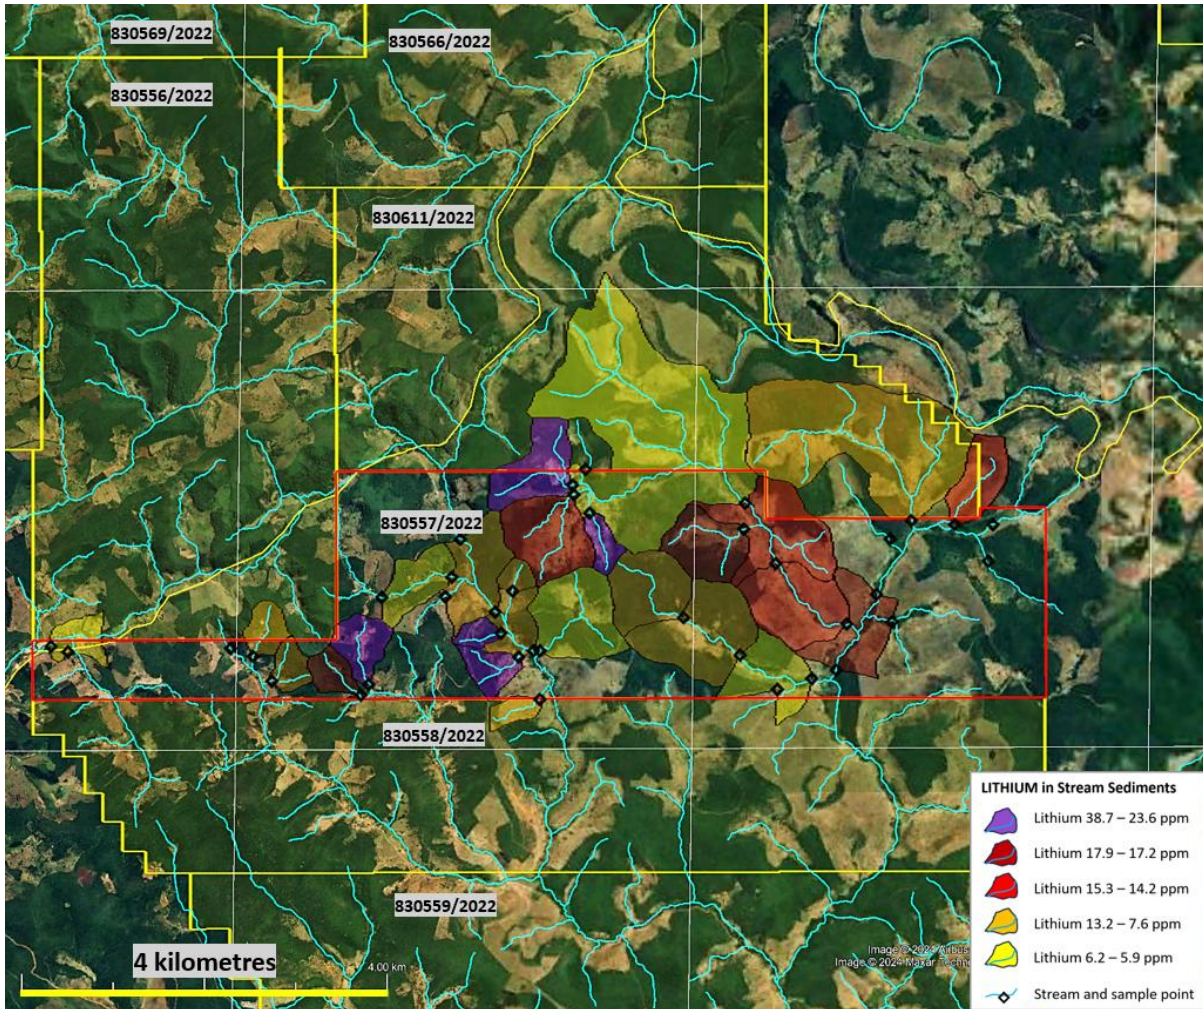 830569/2022
830566/2022
830556/2022
830611/2022
830557/2022
830558/2022
830559/2022
4 kilometres
4.00 km
Image © 2024 Airbus
Image © 2024 Maxar Techne
LITHIUM in Stream Sediments
Lithium 38.7 – 23.6 ppm
Lithium 17.9 – 17.2 ppm
Lithium 15.3 – 14.2 ppm
Lithium 13.2 – 7.6 ppm
Lithium 6.2 – 5.9 ppm
Stream and sample point